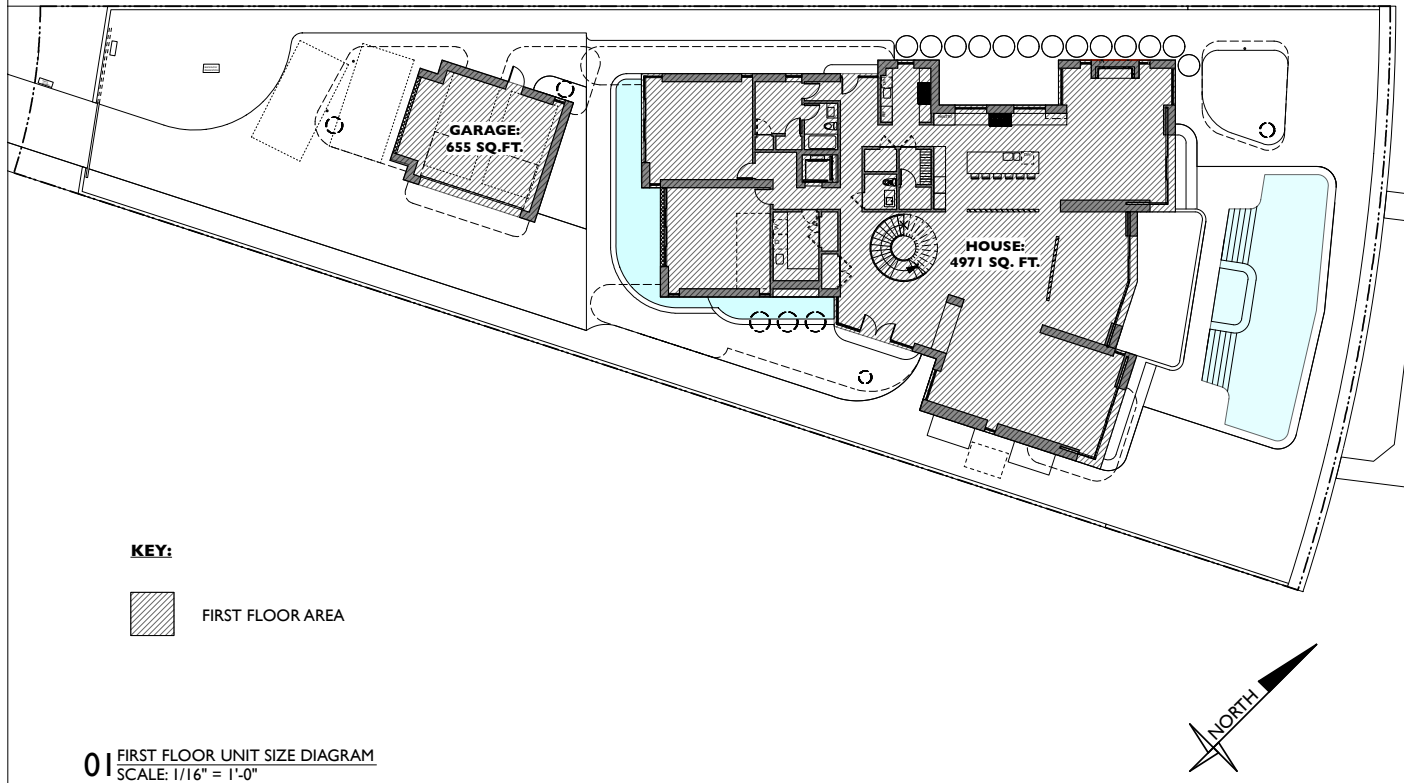 GARAGE:
655 SQ.FT.
HOUSE:
4971 SQ. FT.
KEY:
FIRST FLOOR AREA
NORTH
01 FIRST FLOOR UNIT SIZE DIAGRAM
SCALE: 1/16" = 1'-0"